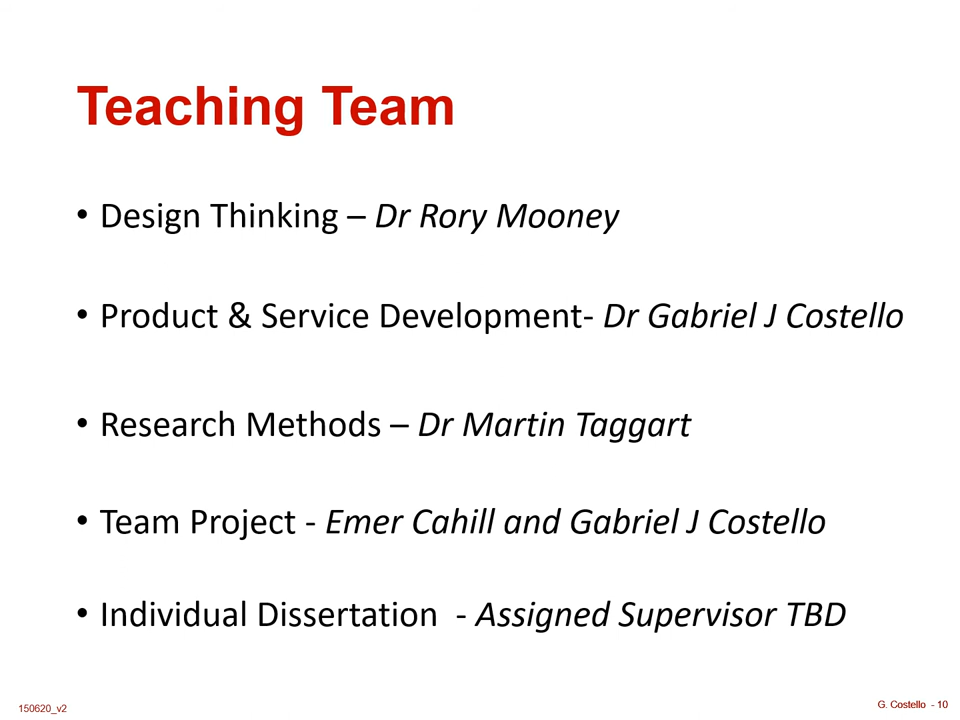 Teaching Team
• Design Thinking – Dr Rory Mooney
• Product & Service Development- Dr Gabriel J Costello
• Research Methods – Dr Martin Taggart
• Team Project - Emer Cahill and Gabriel J Costello
• Individual Dissertation  - Assigned Supervisor TBD
150620_v2
G. Costello - 10